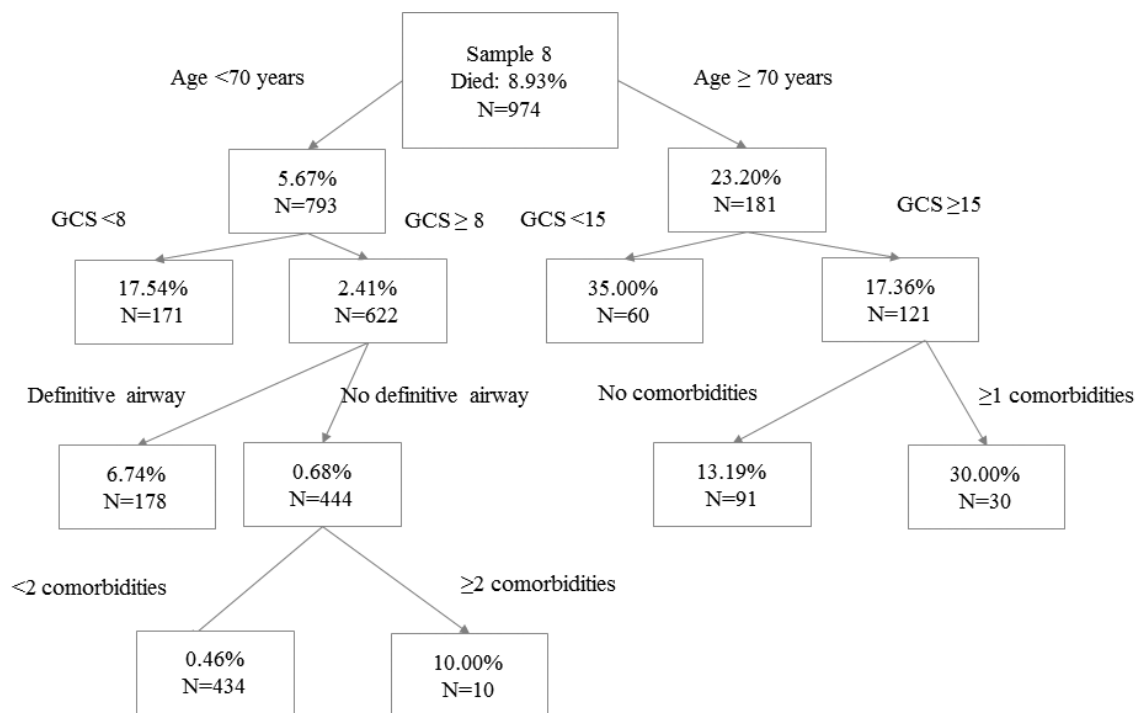 Sample 8
Died: 8.93%
N=974
Age <70 years
Age ≥ 70 years
5.67%
N=793
23.20%
N=181
GCS <8
GCS ≥ 8
GCS <15
GCS ≥15
17.54%
N=171
2.41%
N=622
35.00%
N=60
17.36%
N=121
Definitive airway
No definitive airway
No comorbidities
≥1 comorbidities
6.74%
N=178
0.68%
N=444
13.19%
N=91
30.00%
N=30
<2 comorbidities
≥2 comorbidities
0.46%
N=434
10.00%
N=10